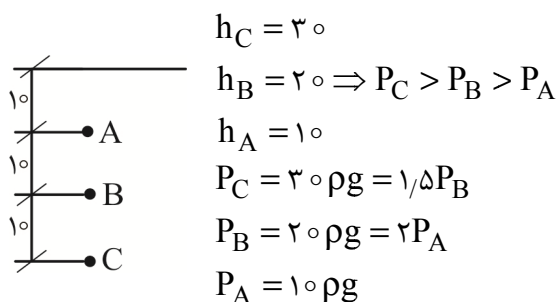 h_C = ۳۰
h_B = ۲۰ ⇒ P_C > P_B > P_A
h_A = ۱۰
P_C = ۳۰ρg = ۱/۵P_B
P_B = ۲۰ρg = ۲P_A
P_A = ۱۰ρg
۱۰
A
۱۰
B
۱۰
C